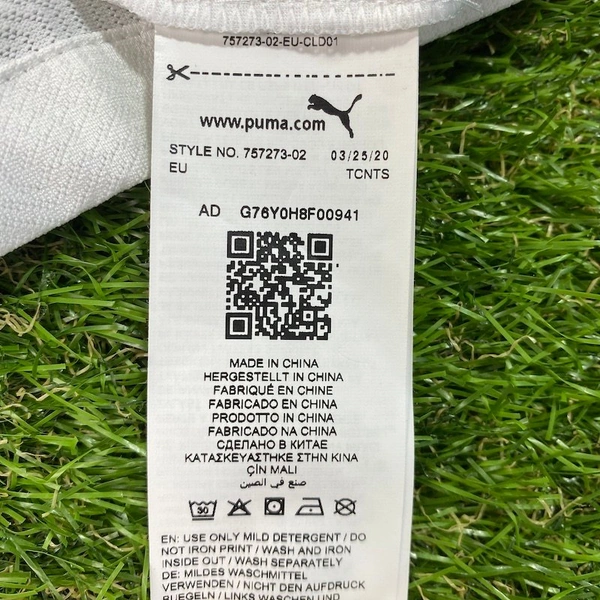 757273-02-EU-CLD01
www.puma.com
STYLE NO. 757273-02 03/25/20
EU TCNTS
AD G76Y0H8F00941
MADE IN CHINA
HERGESTELLT IN CHINA
FABRIQUÉ EN CHINE
FABRICADO EN CHINA
PRODOTTO IN CHINA
FABRICADO NA CHINA
СДЕЛАНО В КИТАЕ
ΚΑΤΑΣΚΕΥΑΣΤΗΚΕ ΣΤΗΝ ΚΙΝΑ
ÇİN MALI
صنع في الصين
30
EN: USE ONLY MILD DETERGENT / DO
NOT IRON PRINT / WASH AND IRON
INSIDE OUT / WASH SEPARATELY
DE: MILDES WASCHMITTEL
VERWENDEN / NICHT DEN AUFDRUCK
BUEGELN / LINKS WASCHEN UND